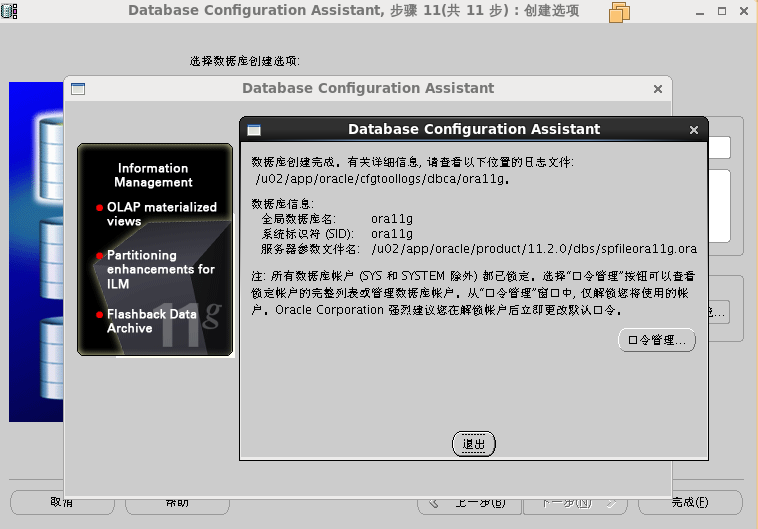 Database Configuration Assistant, 步骤 11(共 11 步) : 创建选项
选择数据库创建选项:
Database Configuration Assistant
Database Configuration Assistant
Information
Management
OLAP materialized
views
Partitioning
enhancements for
ILM
Flashback Data
Archive
11g
数据库创建完成。有关详细信息, 请查看以下位置的日志文件:
/u02/app/oracle/cfgtoollogs/dbca/ora11g。
数据库信息:
全局数据库名: ora11g
系统标识符 (SID): ora11g
服务器参数文件名: /u02/app/oracle/product/11.2.0/dbs/spfileora11g.ora
注: 所有数据库帐户 (SYS 和 SYSTEM 除外) 都已锁定。选择“口令管理”按钮可以查看
锁定帐户的完整列表或管理数据库帐户。从“口令管理”窗口中, 仅解锁您将使用的帐
户。Oracle Corporation 强烈建议您在解锁帐户后立即更改默认口令。
口令管理...
退出
取消 帮助 上一步(B) 下一步(N) 完成(F)